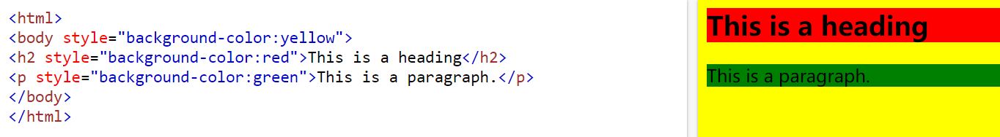 <html>
<body style="background-color:yellow">
<h2 style="background-color:red">This is a heading</h2>
<p style="background-color:green">This is a paragraph.</p>
</body>
</html>
This is a heading
This is a paragraph.